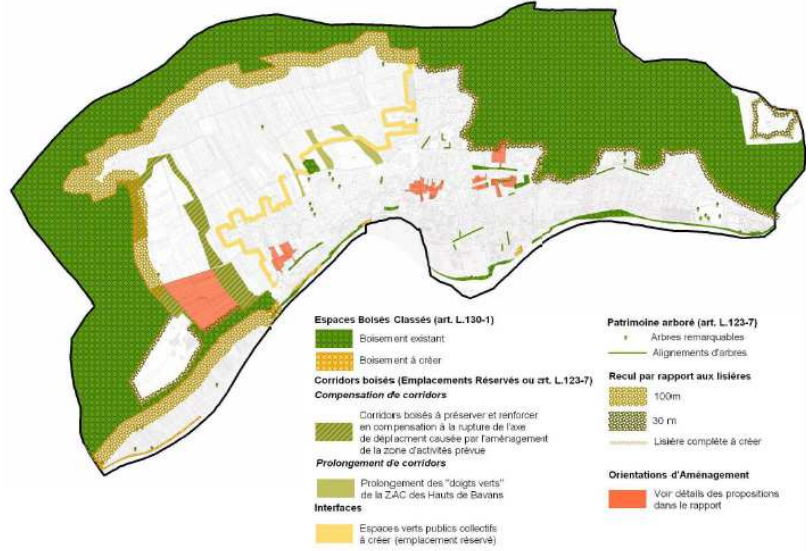 Espaces Boisés Classés (art. L.130-1)
Boisement existant
Boisement à créer
Corridors boisés (Emplacements Réservés ou art. L.123-7)
Compensation de corridors
Corridors boisés à préserver et renforcer
en compensation à la rupture de l'axe
de déplacment causée par l'aménagement
de la zone d'activités prévue
Prolongement de corridors
Prolongement des "doigts verts"
de la ZAC des Hauts de Bavans
Interfaces
Espaces verts publics collectifs
à créer (emplacement réservé)
Patrimoine arboré (art. L.123-7)
Arbres remarquables
Alignements d'arbres
Recul par rapport aux lisières
100m
30 m
Lisière complète à créer
Orientations d'Aménagement
Voir détails des propositions
dans le rapport